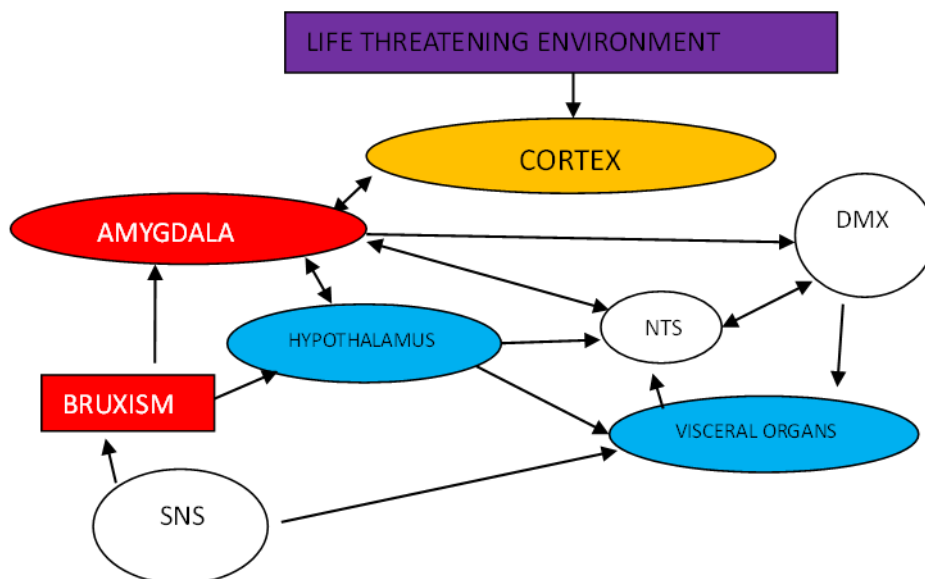 LIFE THREATENING ENVIRONMENT
CORTEX
AMYGDALA
DMX
HYPOTHALAMUS
NTS
BRUXISM
VISCERAL ORGANS
SNS